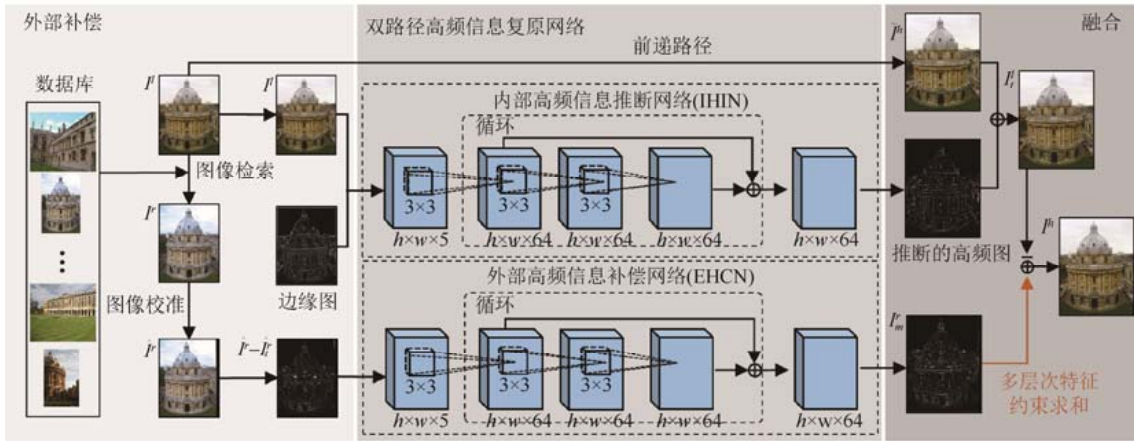 外部补偿
双路径高频信息复原网络
融合
前递路径
数据库
图像检索
图像校准
边缘图
内部高频信息推断网络(IHIN)
循环
3×3
3×3
3×3
h×w×5
h×w×64
h×w×64
h×w×64
h×w×64
外部高频信息补偿网络(EHCN)
循环
3×3
3×3
3×3
h×w×5
h×w×64
h×w×64
h×w×64
h×w×64
推断的高频图
多层次特征
约束求和